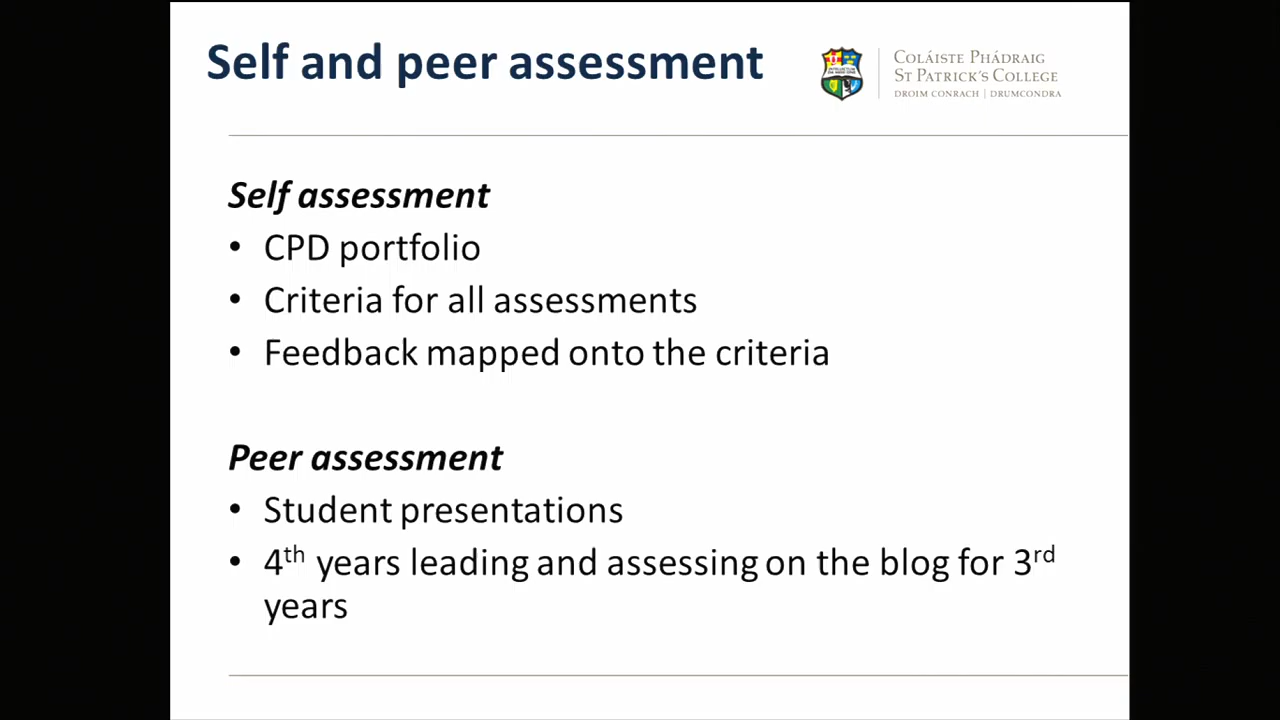 Self and peer assessment
COLÁISTE PHÁDRAIG
ST PATRICK'S COLLEGE
DROIM CONRACH | DRUMCONDRA
Self assessment
• CPD portfolio
• Criteria for all assessments
• Feedback mapped onto the criteria
Peer assessment
• Student presentations
• 4th years leading and assessing on the blog for 3rd
years